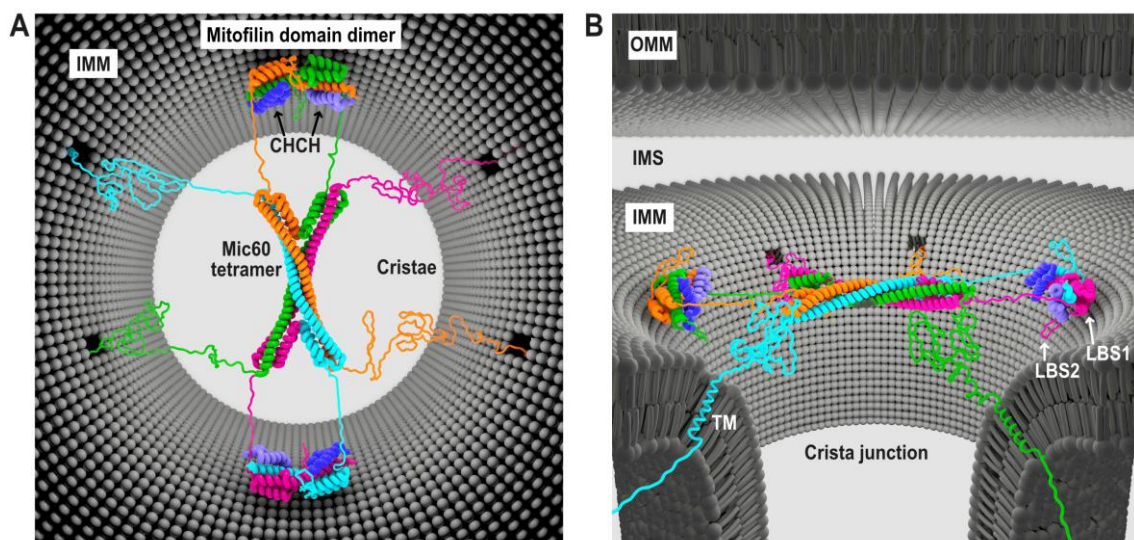 A
Mitofilin domain dimer
IMM
CHCH
Mic60
tetramer
Cristae
B
OMM
IMS
IMM
LBS1
LBS2
TM
Crista junction